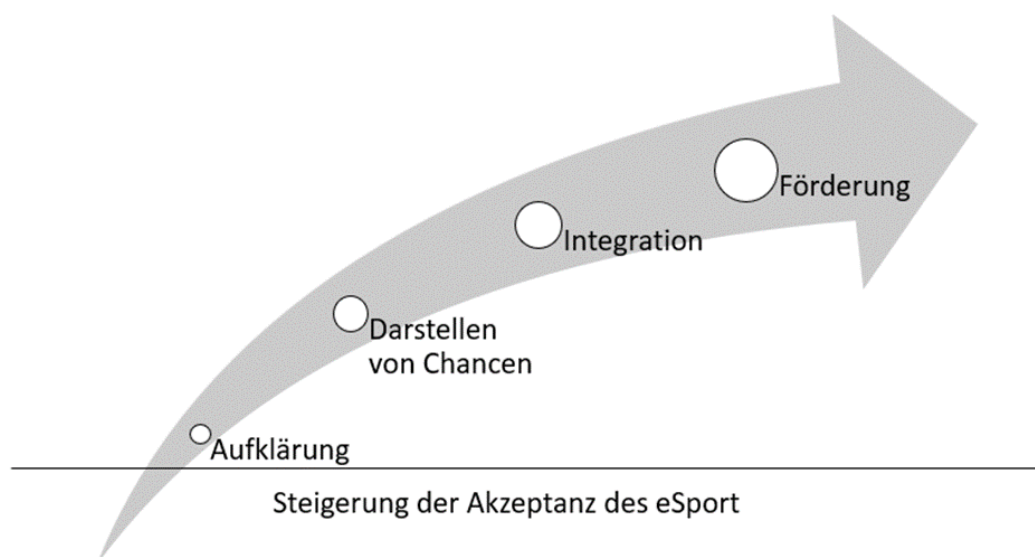 Förderung
Integration
Darstellen
von Chancen
Aufklärung
Steigerung der Akzeptanz des eSport